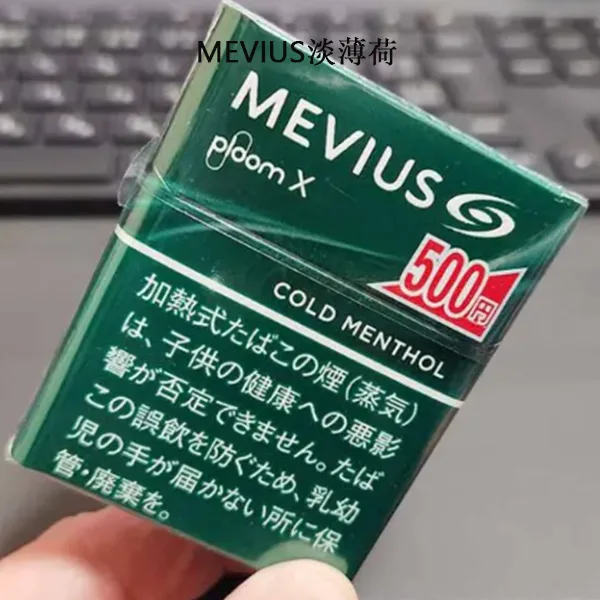 MEVIUS淡薄荷
MEVIUS
ploom X
500円
COLD MENTHOL
加熱式たばこの煙(蒸気)
は、子供の健康への悪影
響が否定できません。たば
この誤飲を防ぐため、乳幼
児の手が届かない所に保
管・廃棄を。